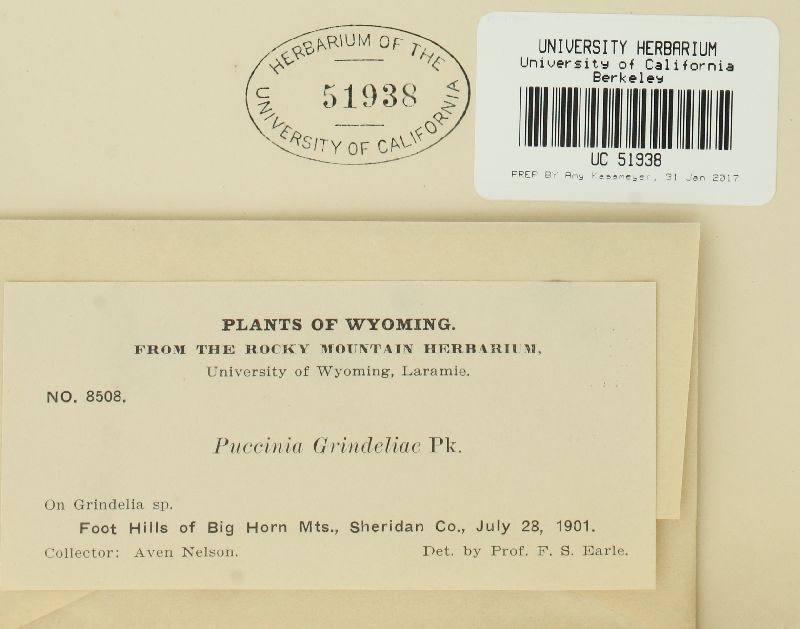 HERBARIUM OF THE
51938
UNIVERSITY OF CALIFORNIA
UNIVERSITY HERBARIUM
University of California
Berkeley
UC 51938
PREP BY Amy Kasameyer, 31 Jan 2017
PLANTS OF WYOMING.
FROM THE ROCKY MOUNTAIN HERBARIUM,
University of Wyoming, Laramie.
NO. 8508.
Puccinia Grindeliae Pk.
On Grindelia sp.
Foot Hills of Big Horn Mts., Sheridan Co., July 28, 1901.
Collector: Aven Nelson. Det. by Prof. F. S. Earle.